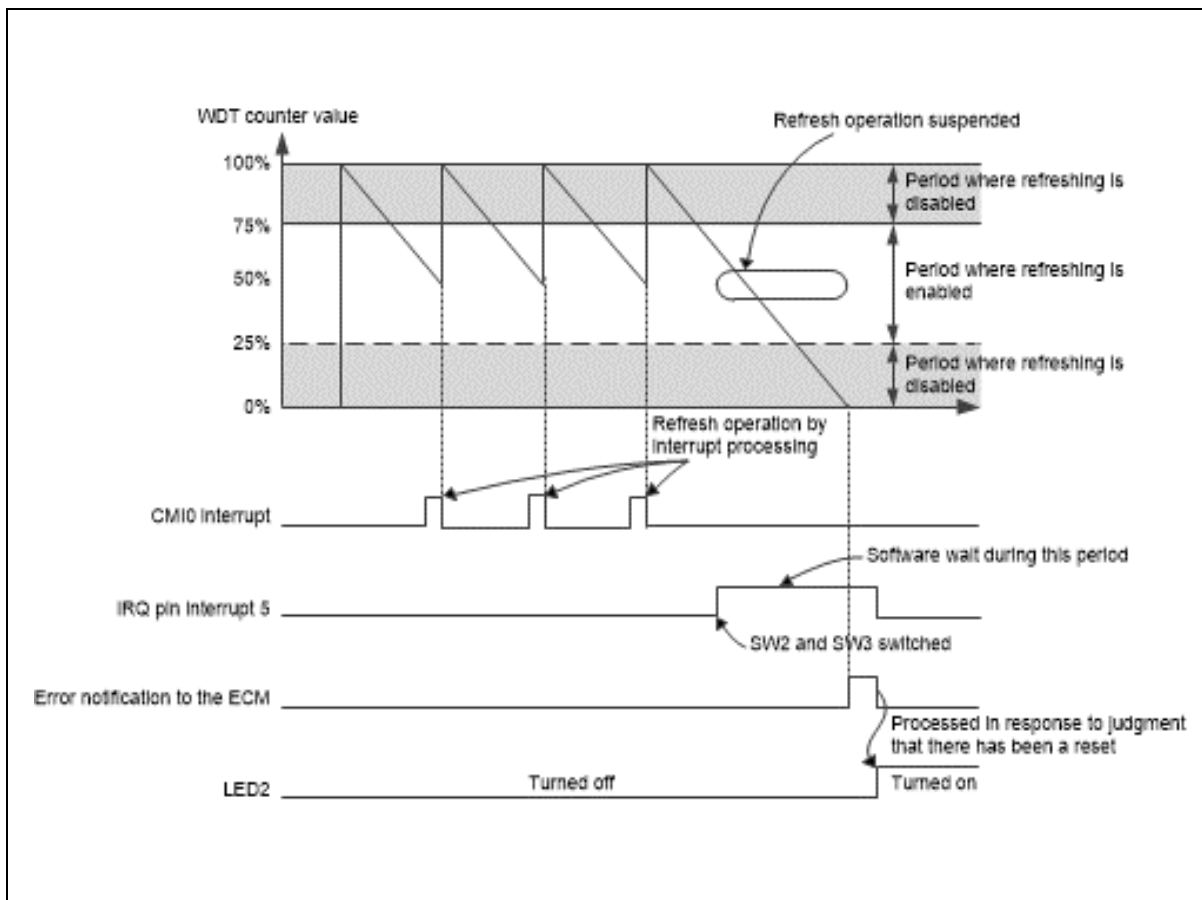 WDT counter value
Refresh operation suspended
100%
Period where refreshing is
disabled
75%
50%
Period where refreshing is
enabled
25%
Period where refreshing is
disabled
0%
Refresh operation by
interrupt processing
CMI0 Interrupt
Software wait during this period
IRQ pin interrupt 5
SW2 and SW3 switched
Error notification to the ECM
Processed in response to judgment
that there has been a reset
LED2
Turned off
Turned on